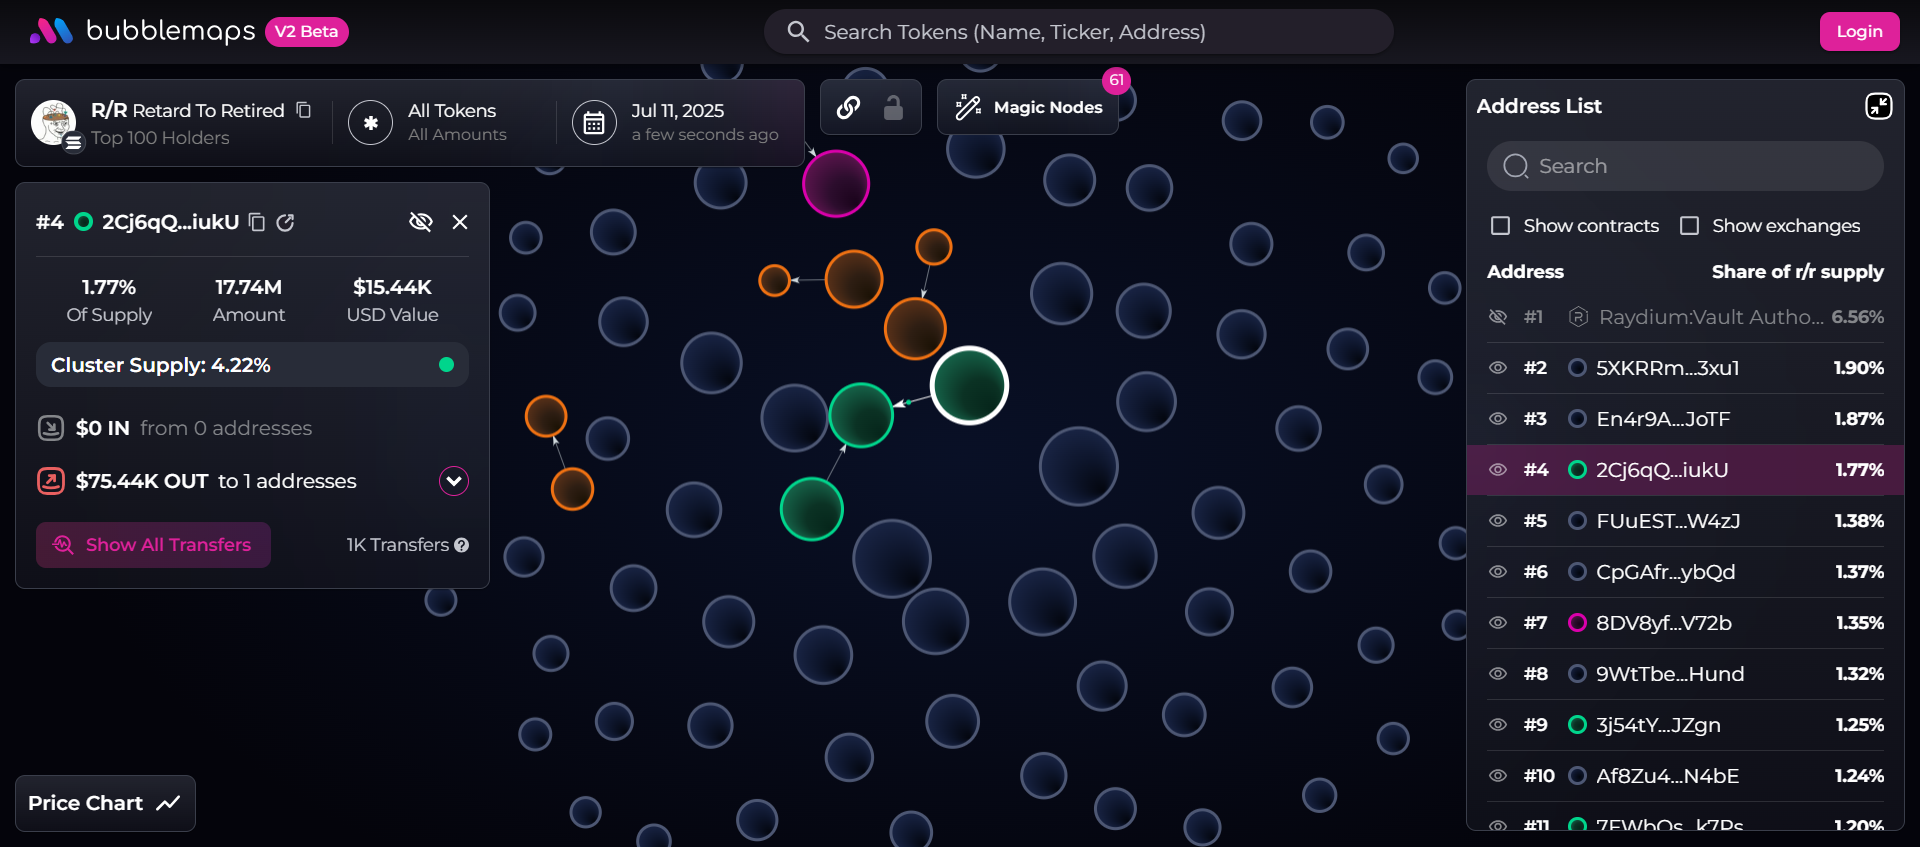 bubblemaps V2 Beta
Search Tokens (Name, Ticker, Address)
Login
R/R Retard To Retired
Top 100 Holders
All Tokens
All Amounts
Jul 11, 2025
a few seconds ago
Magic Nodes
61
#4 2Cj6qQ...iukU
1.77%
Of Supply
17.74M
Amount
$15.44K
USD Value
Cluster Supply: 4.22%
$0 IN from 0 addresses
$75.44K OUT to 1 addresses
Show All Transfers
1K Transfers
Price Chart
Address List
Search
Show contracts
Show exchanges
Address Share of r/r supply
#1 Raydium:Vault Autho... 6.56%
#2 5XKRRm...3xu1 1.90%
#3 En4r9A...JoTF 1.87%
#4 2Cj6qQ...iukU 1.77%
#5 FUuEST...W4zJ 1.38%
#6 CpGAfr...ybQd 1.37%
#7 8DV8yf...V72b 1.35%
#8 9WtTbe...Hund 1.32%
#9 3j54tY...JZgn 1.25%
#10 Af8Zu4...N4bE 1.24%
#11 1.20%